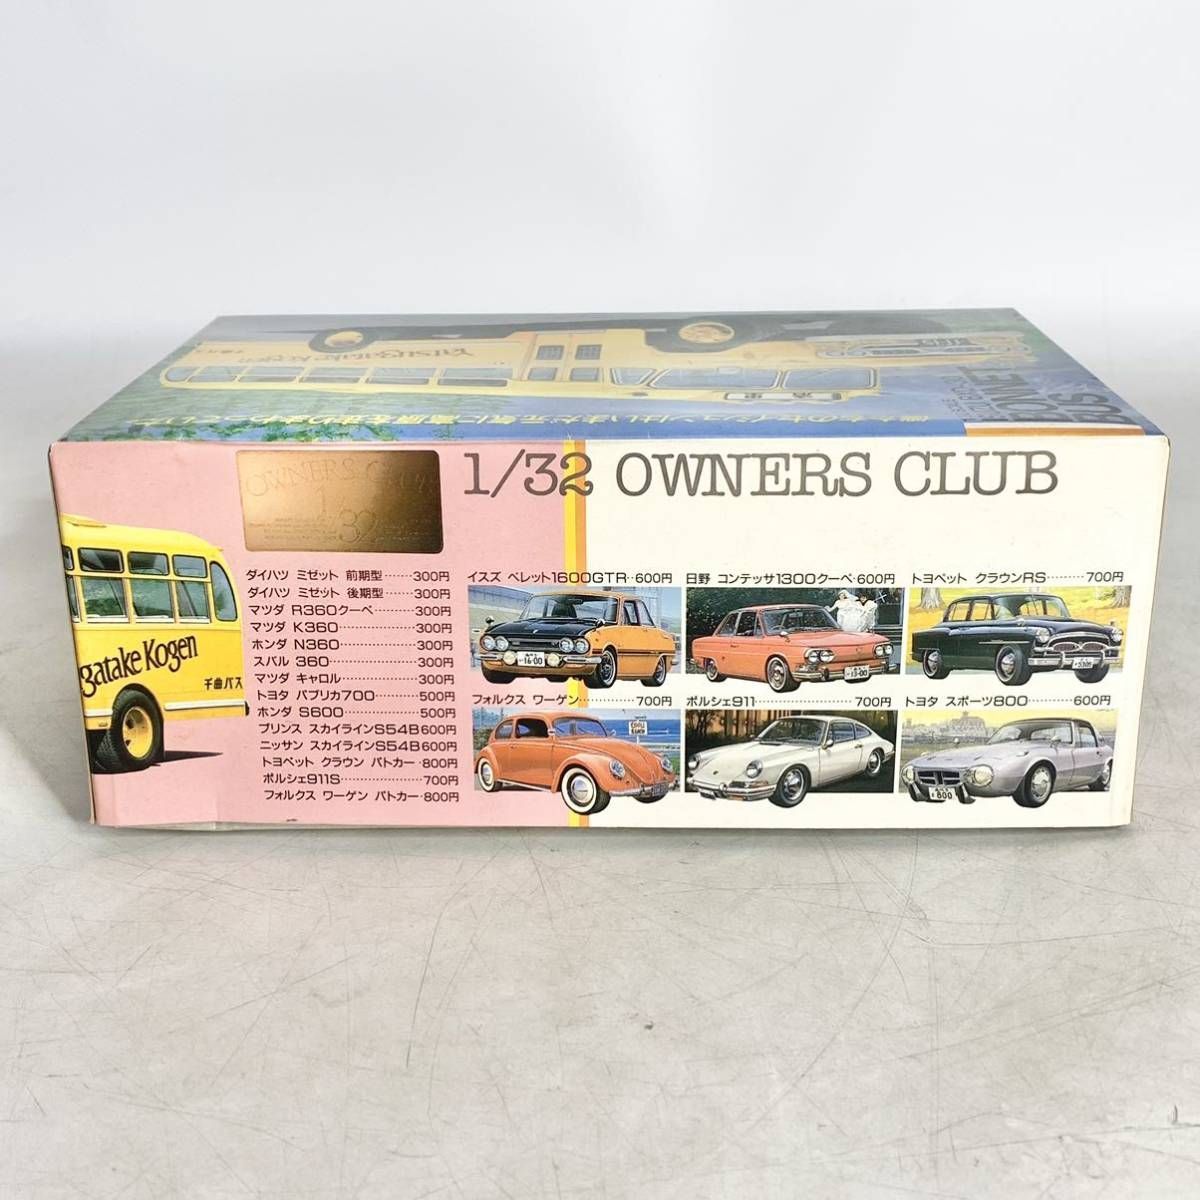 Yatsugatake Kogen
BONNET
BUS
1/32 OWNERS CLUB
OWNERS CLUB
32
gatake Kogen
千曲バス
ダイハツ ミゼット 前期型……300円
ダイハツ ミゼット 後期型……300円
マツダ R360クーペ……300円
マツダ K360……300円
ホンダ N360……300円
スバル 360……300円
マツダ キャロル……300円
トヨタ パブリカ700……500円
ホンダ S600……500円
プリンス スカイラインS54B600円
ニッサン スカイラインS54B600円
トヨペット クラウン パトカー…800円
ポルシェ911S……700円
フォルクス ワーゲン パトカー…800円
イスズ ベレット1600GTR…600円
日野 コンテッサ1300クーペ…600円
トヨペット クラウンRS……700円
16-00
13-00
フォルクス ワーゲン……700円
ポルシェ911……700円
トヨタ スポーツ800……600円
800